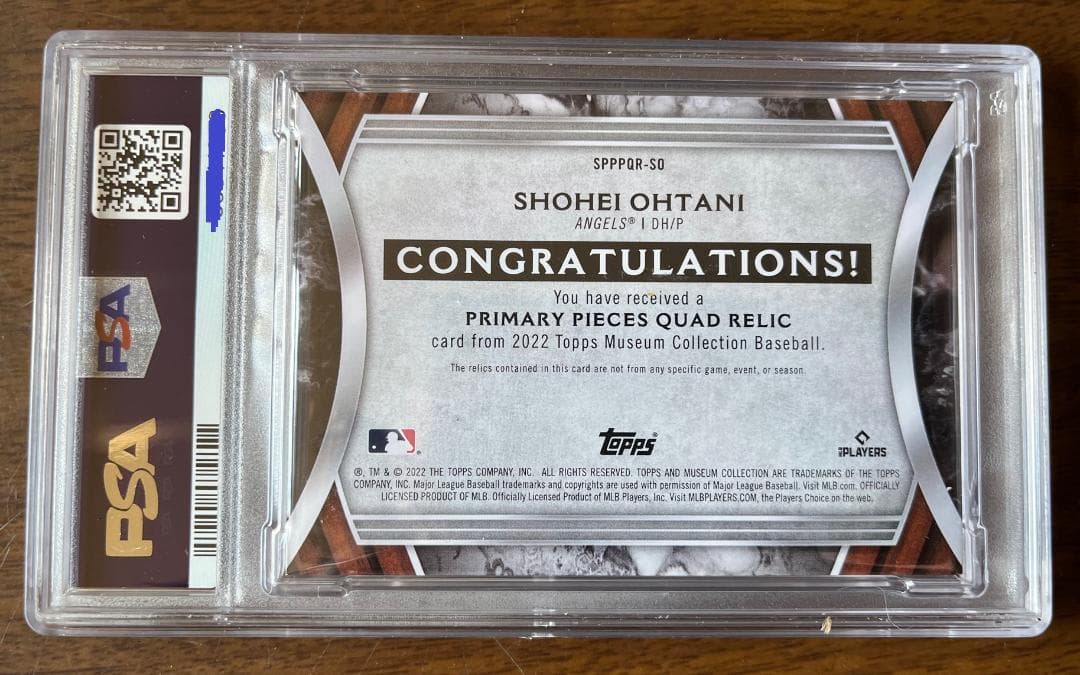 PSA
PSA
SPPPQR-SO
SHOHEI OHTANI
ANGELS® | DH/P
CONGRATULATIONS!
You have received a
PRIMARY PIECES QUAD RELIC
card from 2022 Topps Museum Collection Baseball.
The relics contained in this card are not from any specific game, event, or season.
topps®
PLAYERS
®, TM & © 2022 THE TOPPS COMPANY, INC. ALL RIGHTS RESERVED. TOPPS AND MUSEUM COLLECTION ARE TRADEMARKS OF THE TOPPS
COMPANY, INC. Major League Baseball trademarks and copyrights are used with permission of Major League Baseball. Visit MLB.com. OFFICIALLY
LICENSED PRODUCT OF MLB. Officially Licensed Product of MLB Players, Inc. Visit MLBPLAYERS.COM, the Players Choice on the web.